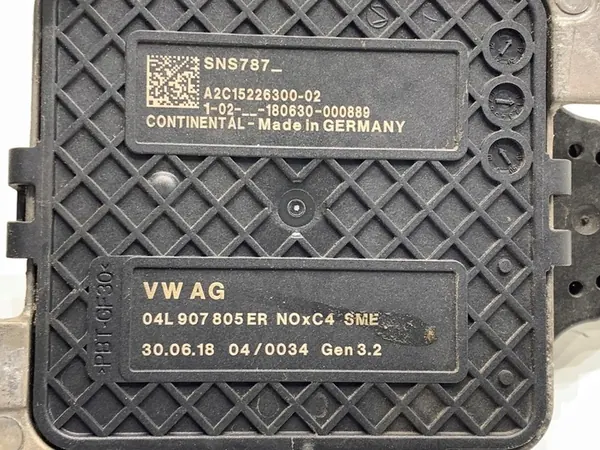 SNS787_
A2C15226300-02
1-02-__-180630-000889
CONTINENTAL - Made in GERMANY
>PBT-GF30<
VW AG
04L 907 805 ER NOxC4 SME
30.06.18 04/0034 Gen 3.2